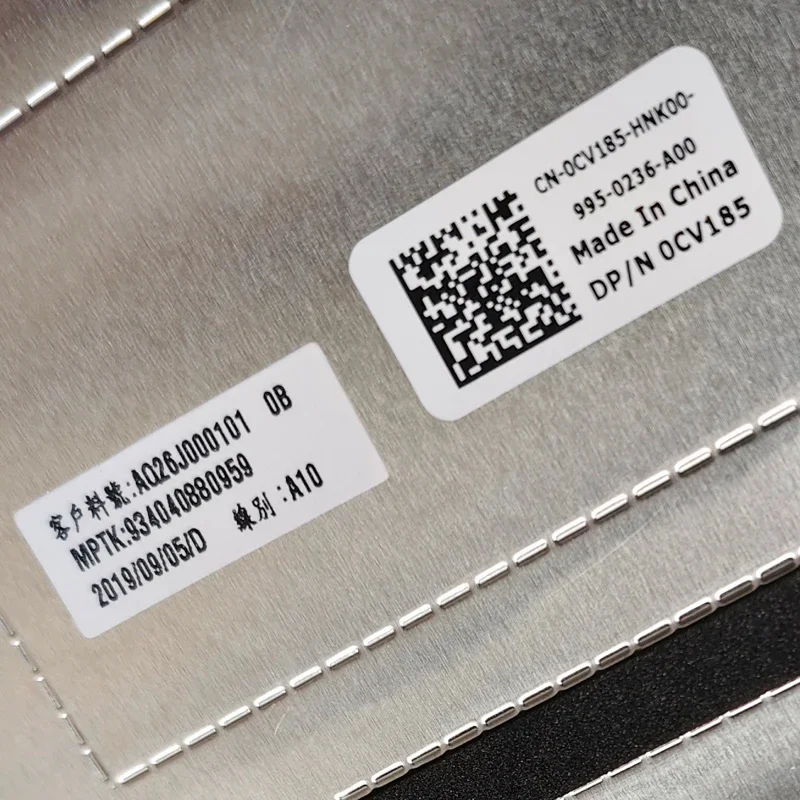 CN-0CV185-HNK00-
995-0236-A00
Made In China
DP/N 0CV185
客户料號:AQ26J000101 0B
MPTK:934040880959
2019/09/05/D 線別:A10